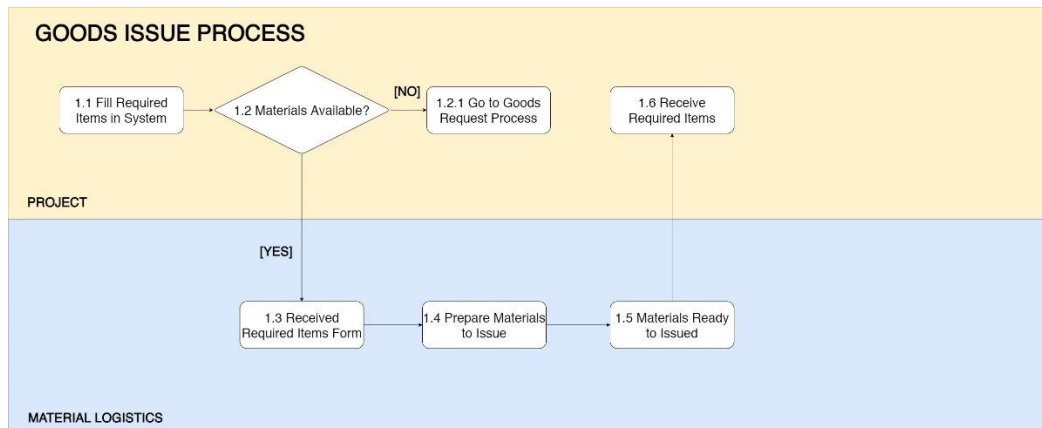 GOODS ISSUE PROCESS
1.1 Fill Required
Items in System
1.2 Materials Available?
[NO]
1.2.1 Go to Goods
Request Process
1.6 Receive
Required Items
PROJECT
[YES]
1.3 Received
Required Items Form
1.4 Prepare Materials
to Issue
1.5 Materials Ready
to Issued
MATERIAL LOGISTICS